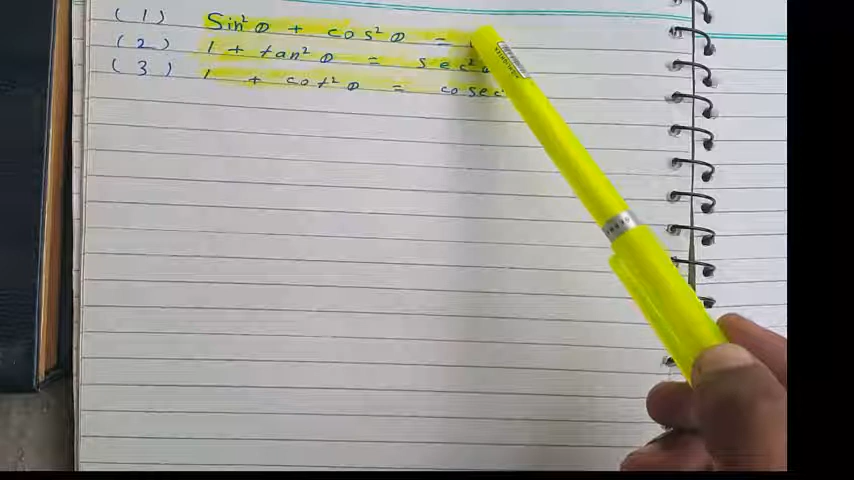 (1) Sin²θ + cos²θ =
(2) 1 + tan²θ = sec²θ
(3) 1 + cot²θ = cosec